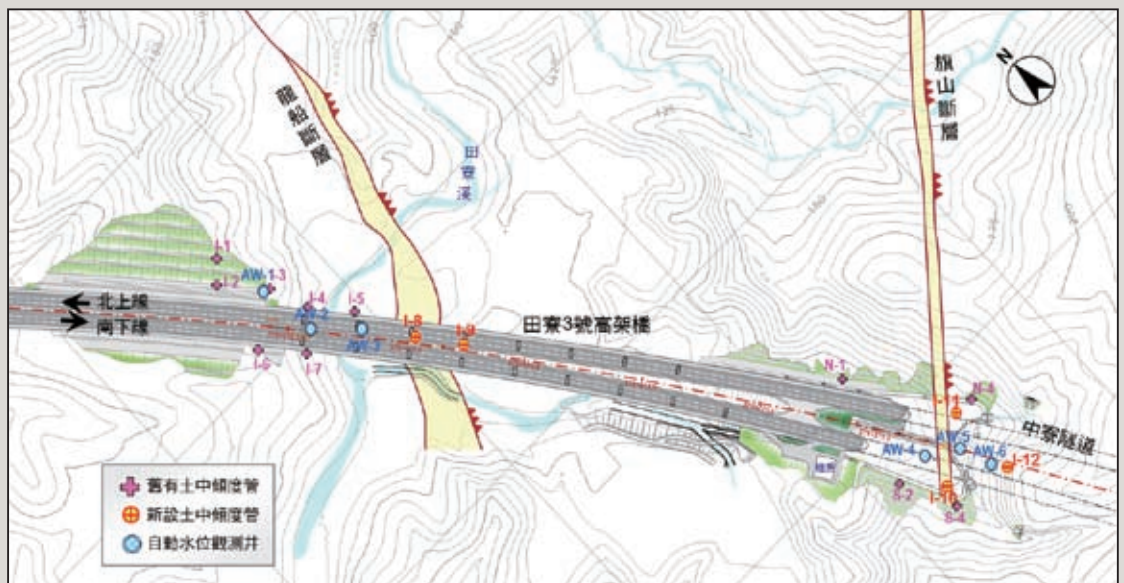 龍船斷層
田寮溪
旗山斷層
N
I-1
I-2
AW-1
I-3
I-4
AW-2
I-5
AW-3
I-6
I-7
I-8
I-9
北上線
南下線
田寮3號高架橋
N-1
N-4
I-11
中寮隧道
AW-4
AW-5
AW-6
I-12
S-2
I-10
S-4
舊有土中傾度管
新設土中傾度管
自動水位觀測井